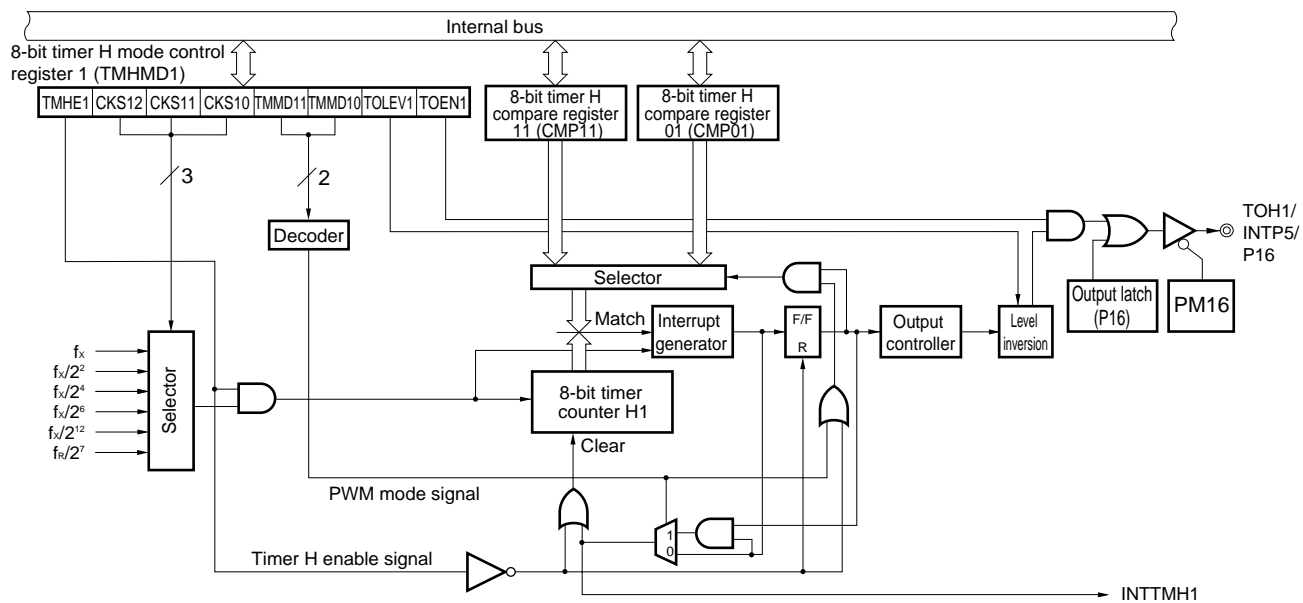 Internal bus
8-bit timer H mode control
register 1 (TMHMD1)
TMHE1 CKS12 CKS11 CKS10 TMMD11 TMMD10 TOLEV1 TOEN1
8-bit timer H
compare register
11 (CMP11)
8-bit timer H
compare register
01 (CMP01)
3
2
Decoder
TOH1/
INTP5/
P16
Selector
Output latch
(P16)
PM16
Match
Interrupt
generator
F/F
R
Output
controller
Level
inversion
fX
fX/2²
fX/2⁴
fX/2⁶
fX/2¹²
fR/2⁷
Selector
8-bit timer
counter H1
Clear
PWM mode signal
1
0
Timer H enable signal
INTTMH1